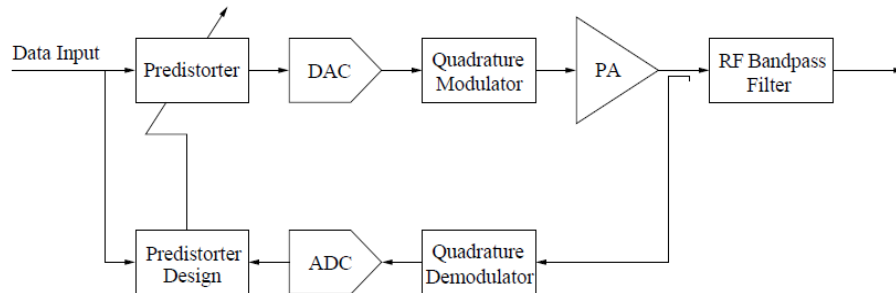 Data Input
Predistorter
DAC
Quadrature
Modulator
PA
RF Bandpass
Filter
Predistorter
Design
ADC
Quadrature
Demodulator